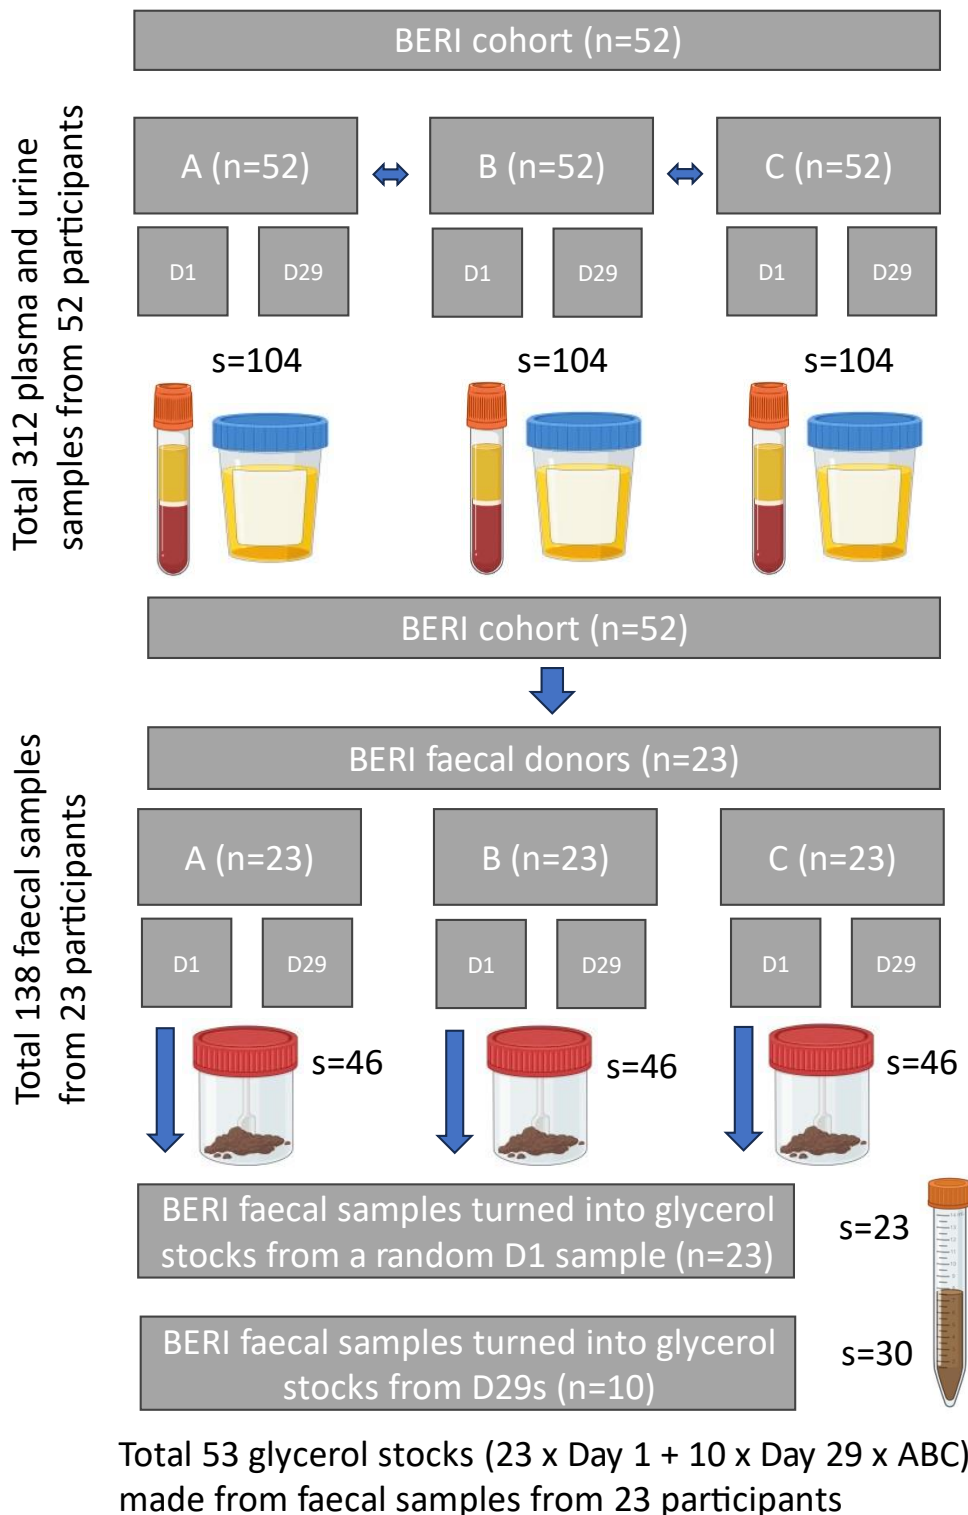 BERI cohort (n=52)
Total 312 plasma and urine
samples from 52 participants
A (n=52)
B (n=52)
C (n=52)
D1
D29
D1
D29
D1
D29
s=104
s=104
s=104
BERI cohort (n=52)
BERI faecal donors (n=23)
Total 138 faecal samples
from 23 participants
A (n=23)
B (n=23)
C (n=23)
D1
D29
D1
D29
D1
D29
s=46
s=46
s=46
BERI faecal samples turned into glycerol
stocks from a random D1 sample (n=23)
s=23
BERI faecal samples turned into glycerol
stocks from D29s (n=10)
s=30
Total 53 glycerol stocks (23 x Day 1 + 10 x Day 29 x ABC)
made from faecal samples from 23 participants